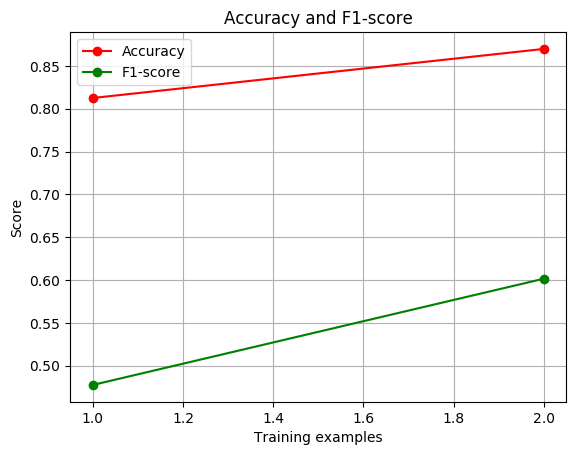 Accuracy and F1-score
Accuracy
F1-score
0.85
0.80
0.75
0.70
0.65
0.60
0.55
0.50
Score
1.0 1.2 1.4 1.6 1.8 2.0
Training examples